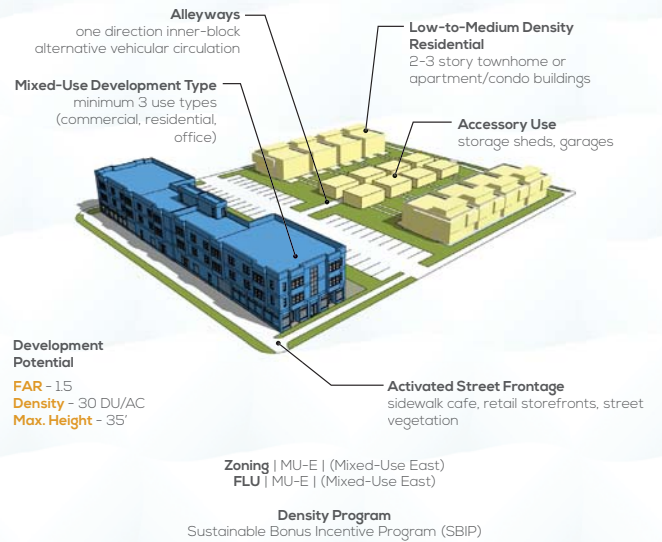 Alleyways
one direction inner-block
alternative vehicular circulation
Low-to-Medium Density
Residential
2-3 story townhome or
apartment/condo buildings
Mixed-Use Development Type
minimum 3 use types
(commercial, residential,
office)
Accessory Use
storage sheds, garages
Development
Potential
FAR - 1.5
Density - 30 DU/AC
Max. Height - 35'
Activated Street Frontage
sidewalk cafe, retail storefronts, street
vegetation
Zoning | MU-E | (Mixed-Use East)
FLU | MU-E | (Mixed-Use East)
Density Program
Sustainable Bonus Incentive Program (SBIP)